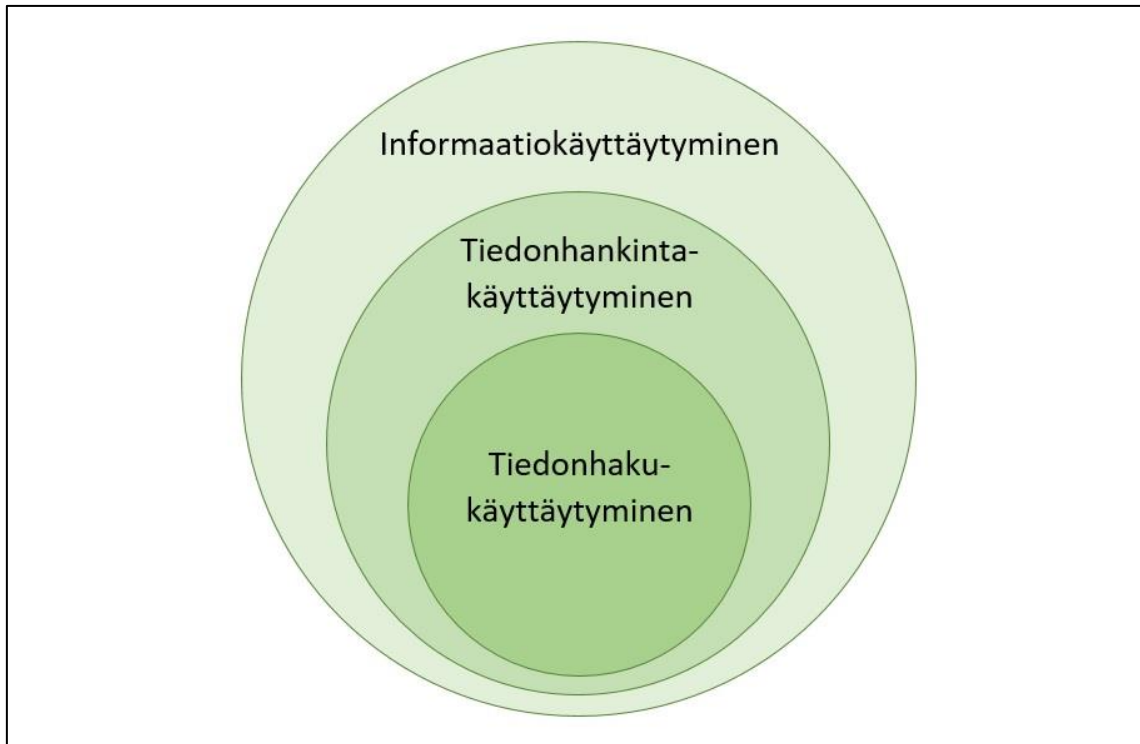 Informaatiokäyttäytyminen
Tiedonhankinta-
käyttäytyminen
Tiedonhaku-
käyttäytyminen